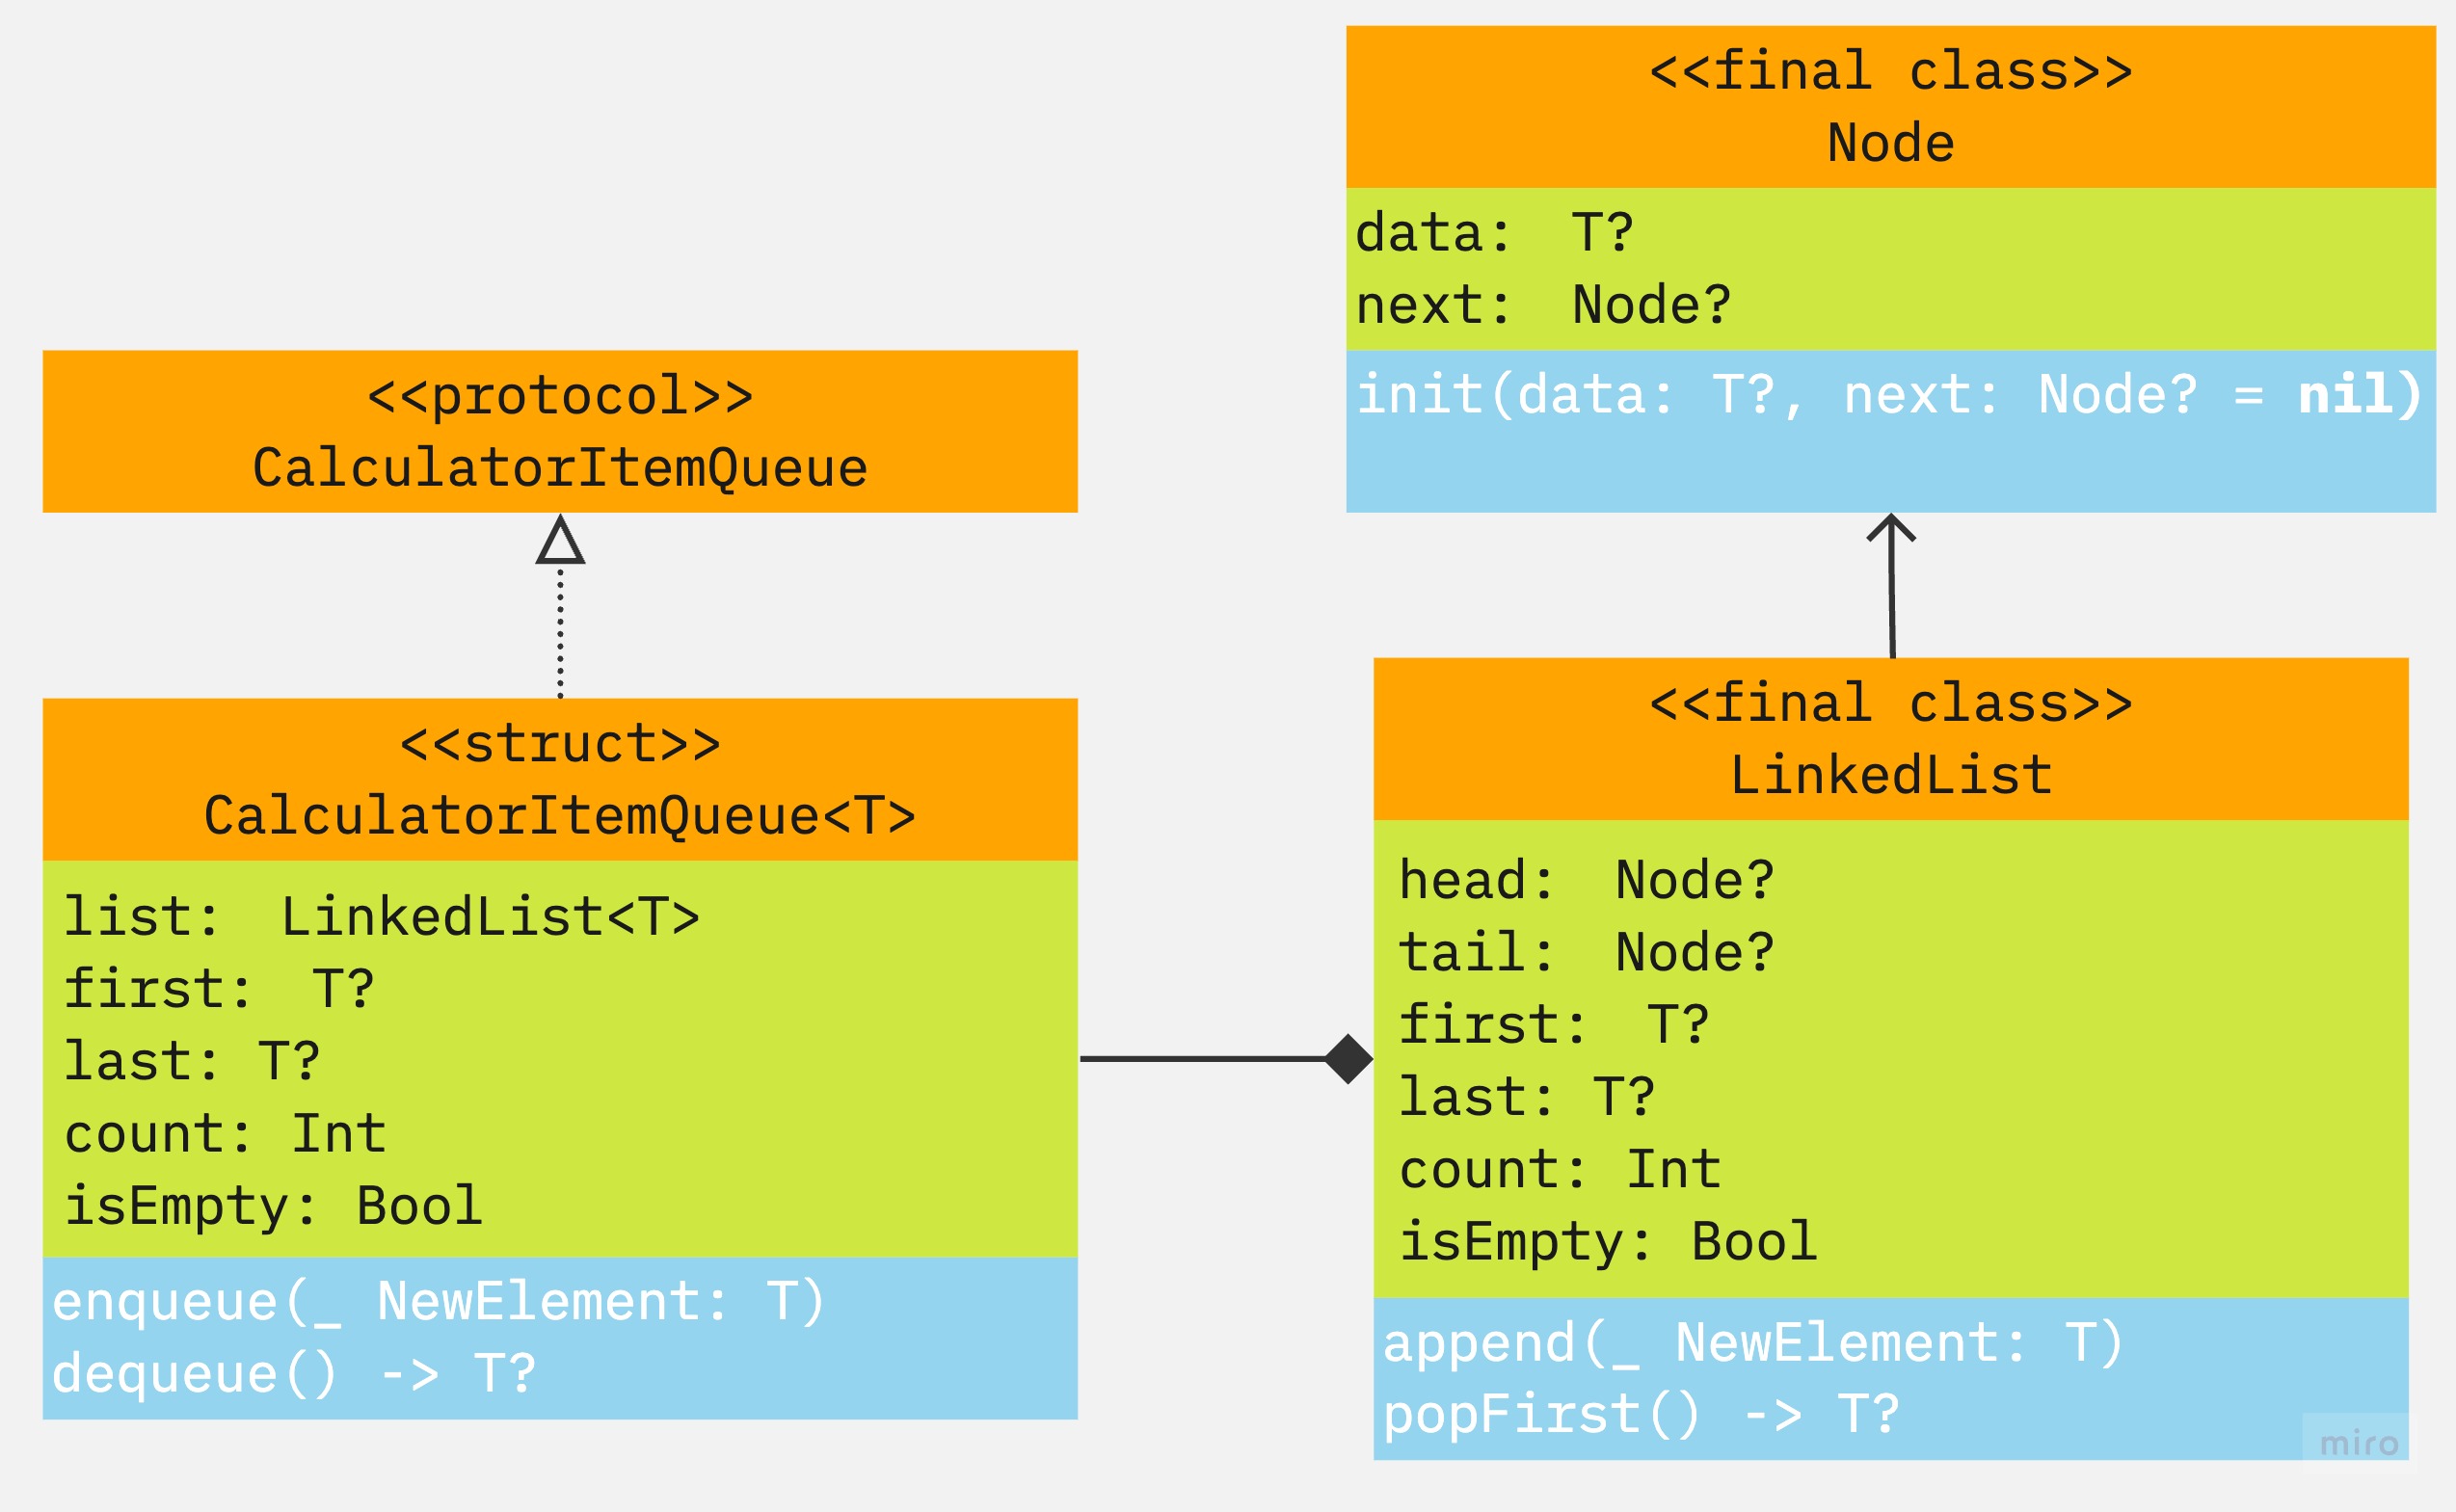 <<protocol>>
CalculatorItemQueue
<<struct>>
CalculatorItemQueue<T>
list:  LinkedList<T>
first:  T?
last: T?
count: Int
isEmpty: Bool
enqueue(_ NewElement: T)
dequeue() -> T?
<<final class>>
Node
data:  T?
next:  Node?
init(data: T?, next: Node? = nil)
<<final class>>
LinkedList
head:  Node?
tail:  Node?
first:  T?
last: T?
count: Int
isEmpty: Bool
append(_ NewElement: T)
popFirst() -> T?
miro